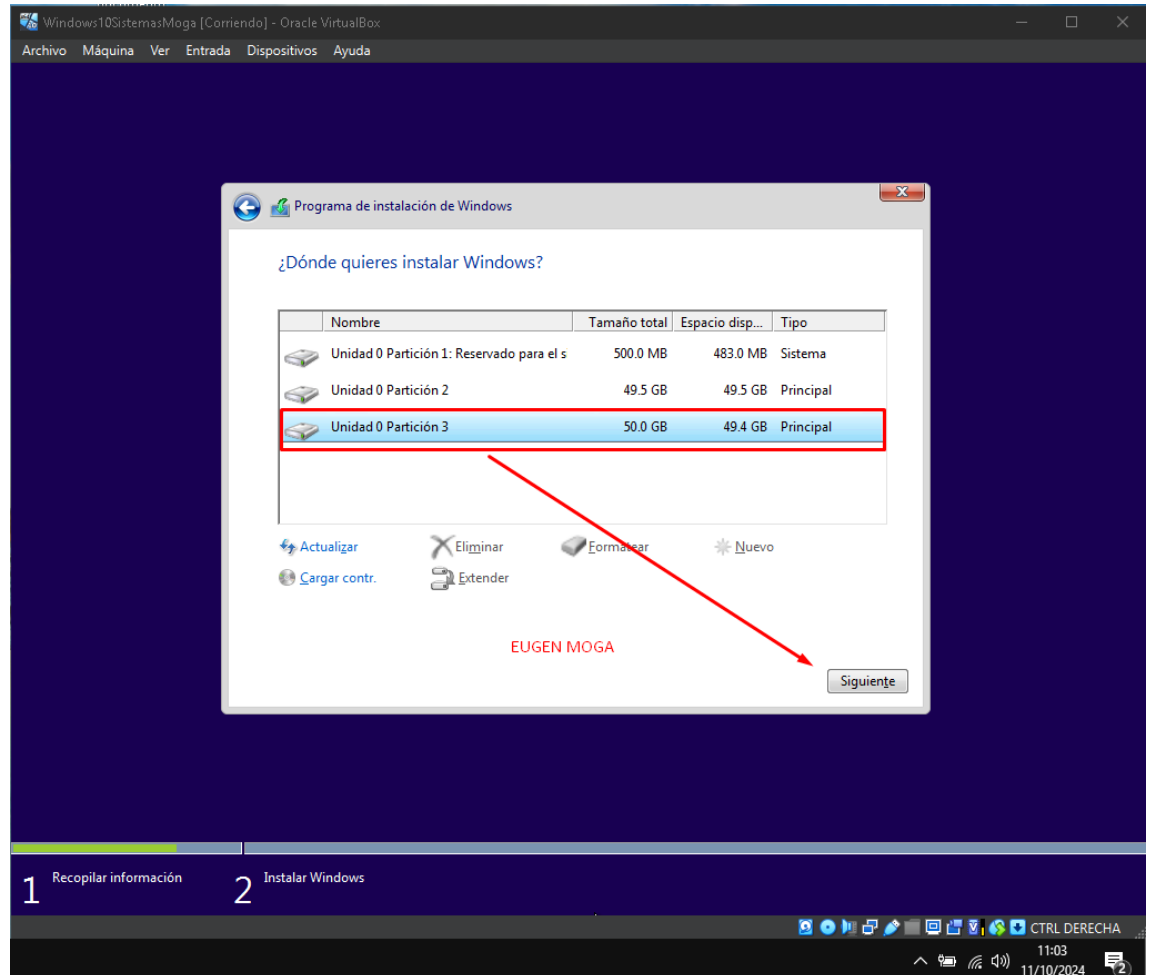 Windows10SistemasMoga [Corriendo] - Oracle VirtualBox
Archivo Máquina Ver Entrada Dispositivos Ayuda
Programa de instalación de Windows
¿Dónde quieres instalar Windows?
Nombre Tamaño total Espacio disp... Tipo
Unidad 0 Partición 1: Reservado para el s 500.0 MB 483.0 MB Sistema
Unidad 0 Partición 2 49.5 GB 49.5 GB Principal
Unidad 0 Partición 3 50.0 GB 49.4 GB Principal
Actualizar Eliminar Formatear Nuevo
Cargar contr. Extender
EUGEN MOGA
Siguiente
1 Recopilar información 2 Instalar Windows
CTRL DERECHA
11:03
11/10/2024
2